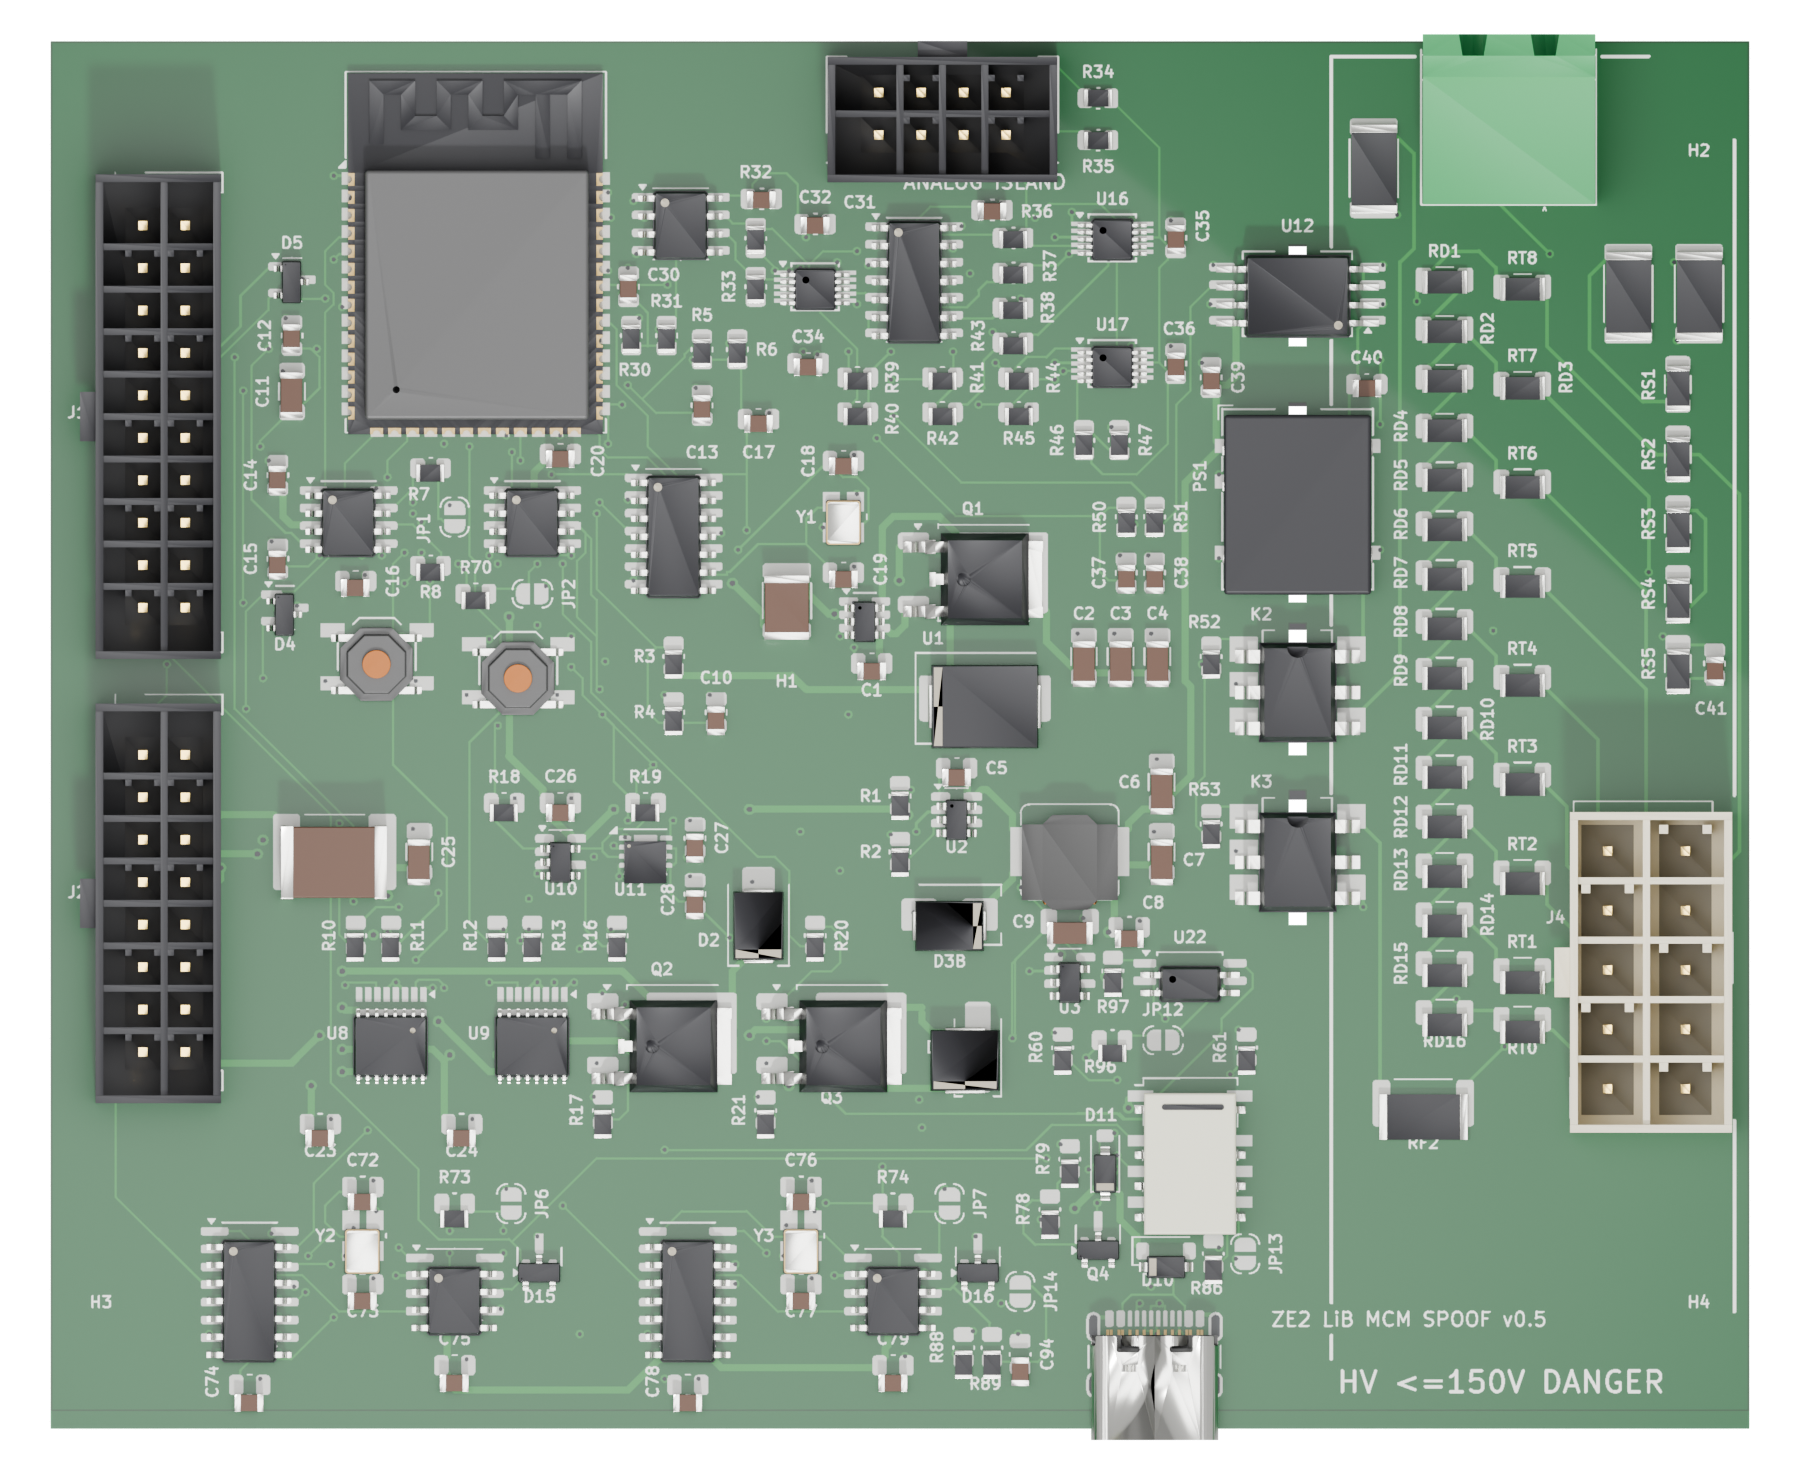 R34
R35
ANALOG ISLAND
H2
R32
C32
C31
R36
U16
C35
U12
D5
R33
C30
R31
R37
RD1
RT8
R5
R38
U17
C36
RD2
C12
R6
C34
R43
C40
RT7
R30
R39
R41
R44
C39
RD3
RS1
C11
J1
R40
R42
R45
RD4
C20
C13
C17
C18
R46
R47
RS2
RT6
C14
R7
PS1
RD5
JP1
Y1
Q1
R50
R51
RD6
RS3
C15
R70
RT5
C16
R8
JP2
C19
C37
C38
RD7
RS4
D4
U1
C2
C3
C4
R52
K2
RD8
R3
H1
C1
RD9
RT4
RS5
C10
R4
RD10
C41
R18
C26
R19
C5
C6
R53
K3
RD11
RT3
R1
RD12
C25
C27
R2
U2
C7
RD13
RT2
J2
U10
U11
C28
C8
RD14
J4
R10
R11
R12
R13
R16
D2
R20
C9
D3B
U22
RT1
RD15
Q2
U3
R97
JP12
U8
U9
R60
R96
R61
RD16
RT0
R17
R21
Q3
D11
RF2
C23
C24
C72
R73
C76
R74
R79
JP6
JP7
R78
Y2
Y3
Q4
D10
JP13
R86
C73
D15
C77
D16
JP14
H3
H4
ZE2 LiB MCM SPOOF v0.5
C75
C79
R88
C94
C74
C78
R89
HV <=150V DANGER